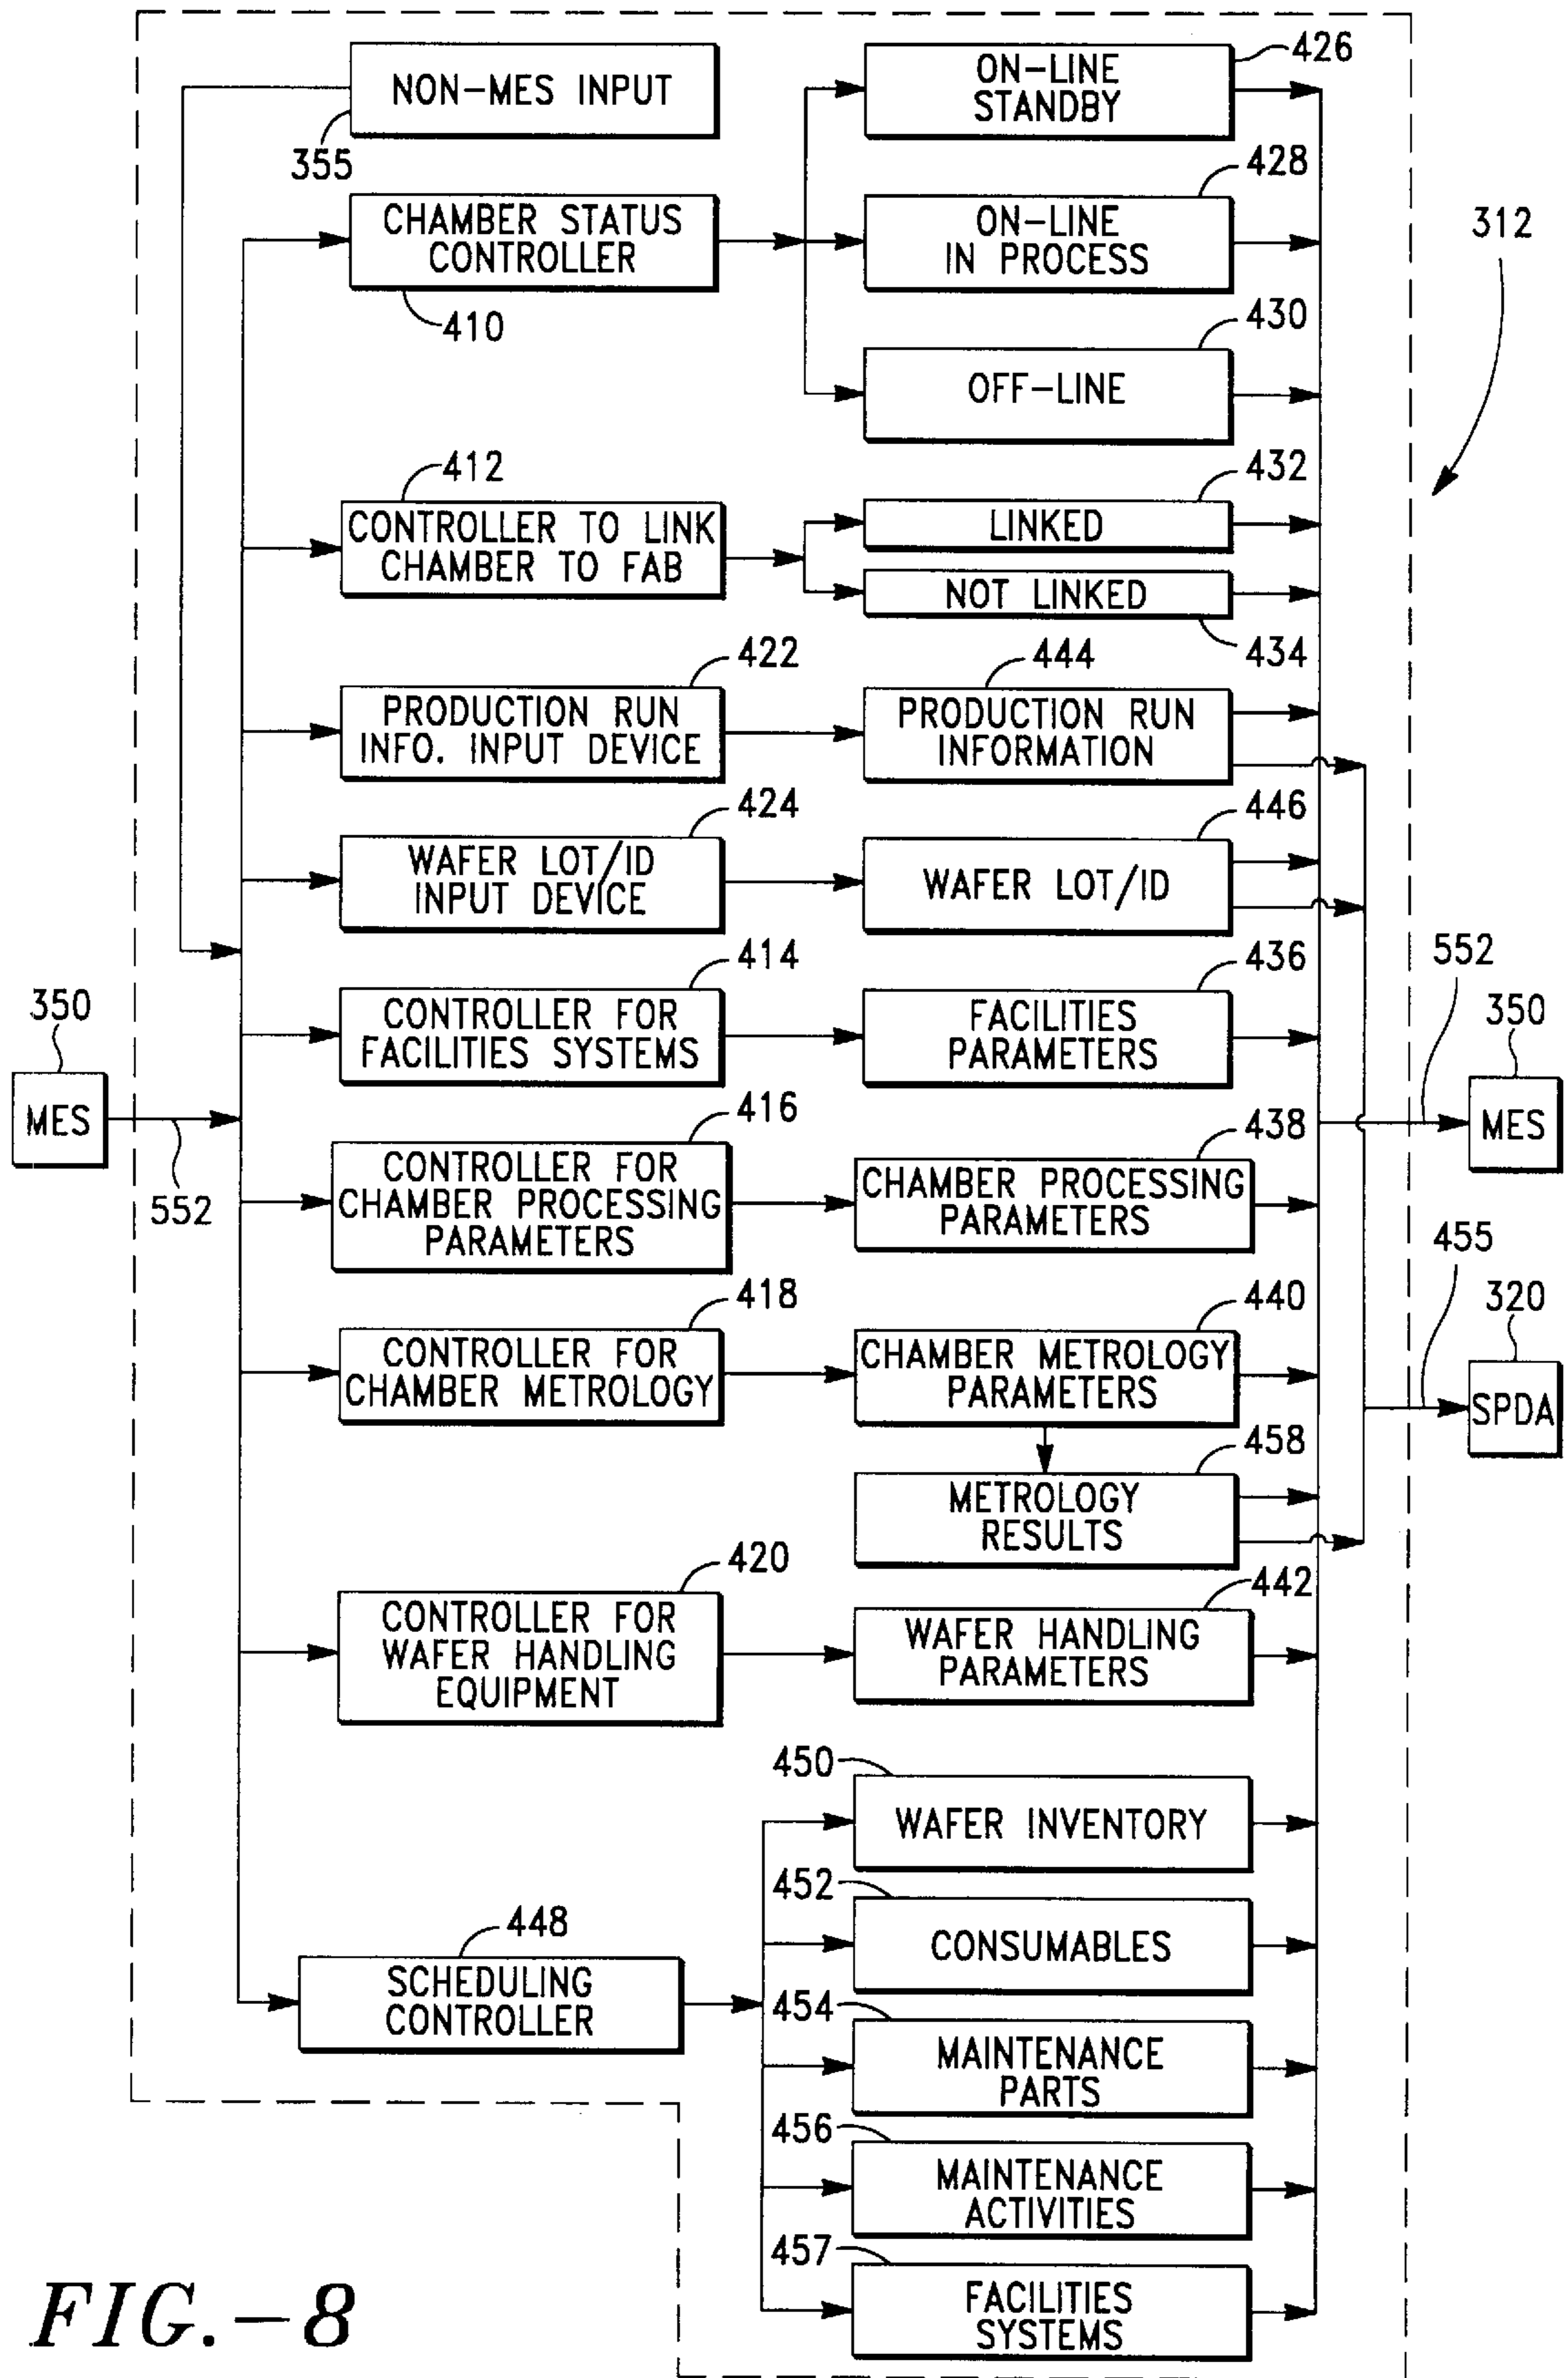 NON-MES INPUT
355
ON-LINE
STANDBY
426
CHAMBER STATUS
CONTROLLER
410
ON-LINE
IN PROCESS
428
312
OFF-LINE
430
412
CONTROLLER TO LINK
CHAMBER TO FAB
LINKED
432
NOT LINKED
434
PRODUCTION RUN
INFO. INPUT DEVICE
422
PRODUCTION RUN
INFORMATION
444
WAFER LOT/ID
INPUT DEVICE
424
WAFER LOT/ID
446
CONTROLLER FOR
FACILITIES SYSTEMS
414
FACILITIES
PARAMETERS
436
350
MES
552
552
350
MES
CONTROLLER FOR
CHAMBER PROCESSING
PARAMETERS
416
CHAMBER PROCESSING
PARAMETERS
438
455
320
SPDA
CONTROLLER FOR
CHAMBER METROLOGY
418
CHAMBER METROLOGY
PARAMETERS
440
METROLOGY
RESULTS
458
CONTROLLER FOR
WAFER HANDLING
EQUIPMENT
420
WAFER HANDLING
PARAMETERS
442
SCHEDULING
CONTROLLER
448
450
WAFER INVENTORY
452
CONSUMABLES
454
MAINTENANCE
PARTS
456
MAINTENANCE
ACTIVITIES
457
FACILITIES
SYSTEMS
FIG.-8